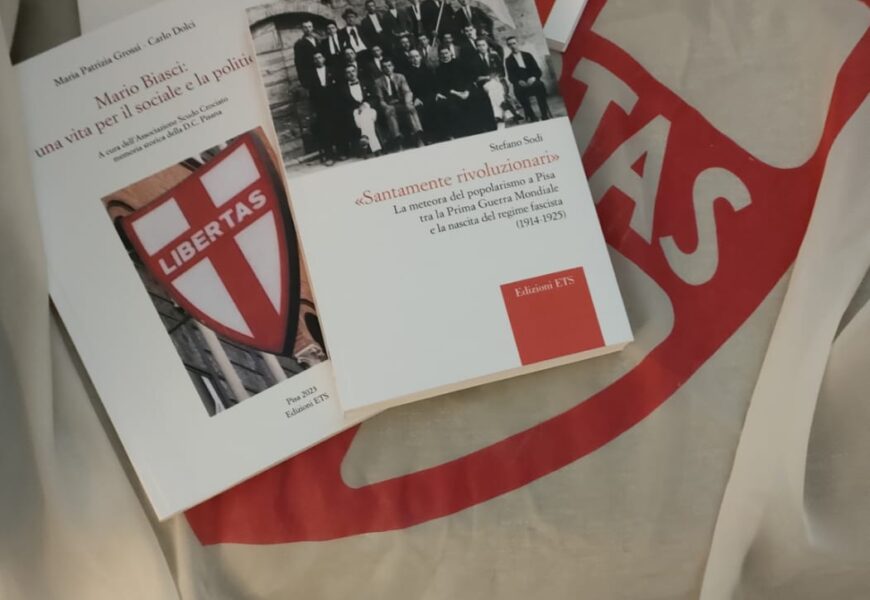 Maria Patrizia Grossi - Carlo Dolci
Mario Biasci:
una vita per il sociale e la politic
A cura dell'Associazione Scudo Crociato
memoria storica della D.C. Pisana
LIBERTAS
Pisa 2023
Edizioni ETS
Stefano Sodi
«Santamente rivoluzionari»
La meteora del popolarismo a Pisa
tra la Prima Guerra Mondiale
e la nascita del regime fascista
(1914-1925)
Edizioni ETS
TAS